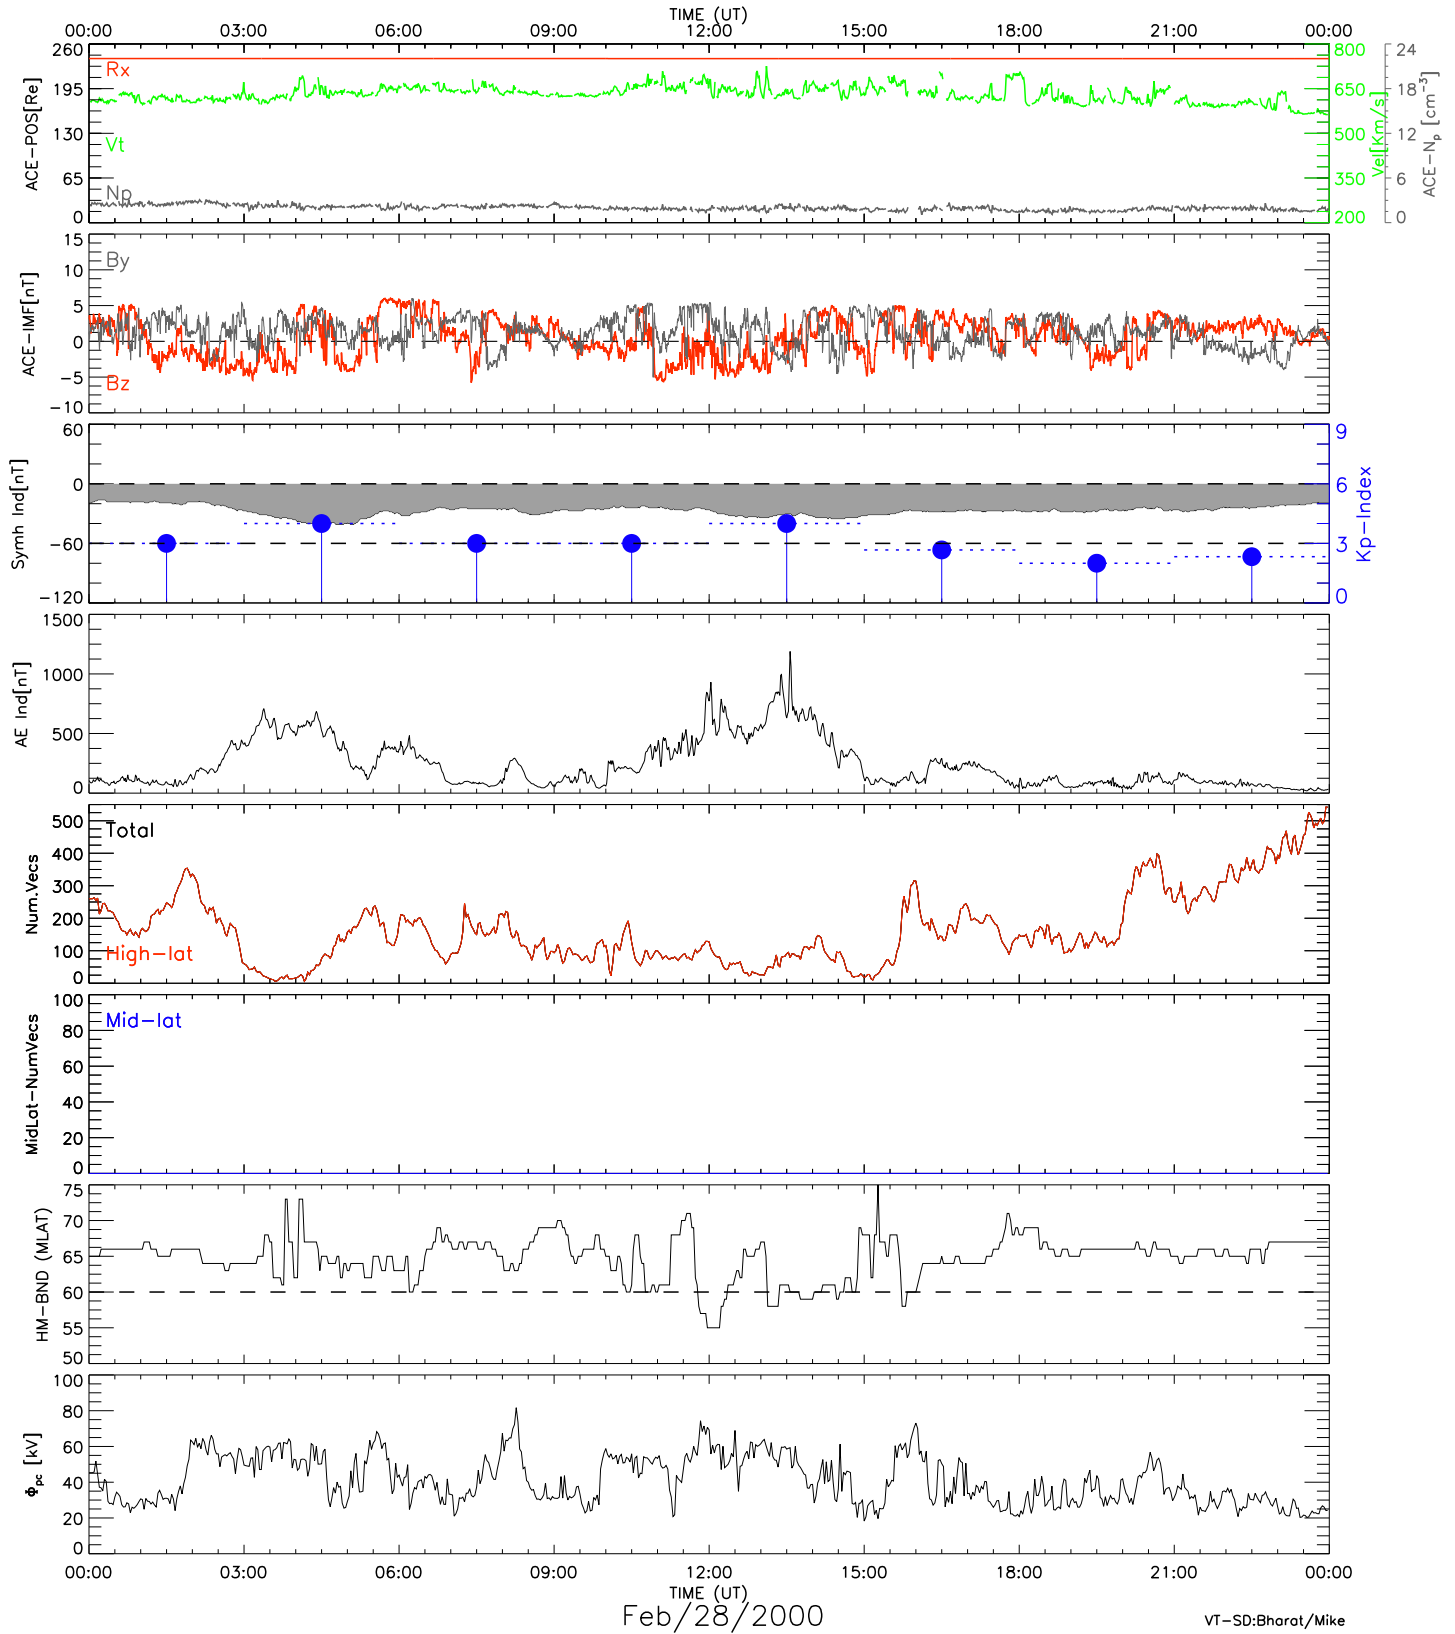 TIME (UT)
00:00 03:00 06:00 09:00 12:00 15:00 18:00 21:00 00:00
ACE-POS[Re]
260
195
130
65
0
Rx
Vt
Np
800
650
500
350
200
Vel[Km/s]
24
18
12
6
0
ACE-Np [cm⁻³]
ACE-IMF[nT]
15
10
5
0
-5
-10
By
Bz
Symh Ind[nT]
60
0
-60
-120
9
6
3
0
Kp-Index
AE Ind[nT]
1500
1000
500
0
Num.Vecs
500
400
300
200
100
0
Total
High-lat
MidLat-NumVecs
100
80
60
40
20
0
Mid-lat
HM-BND (MLAT)
75
70
65
60
55
50
Φpc [kV]
100
80
60
40
20
0
00:00 03:00 06:00 09:00 12:00 15:00 18:00 21:00 00:00
TIME (UT)
Feb/28/2000
VT-SD:Bharat/Mike